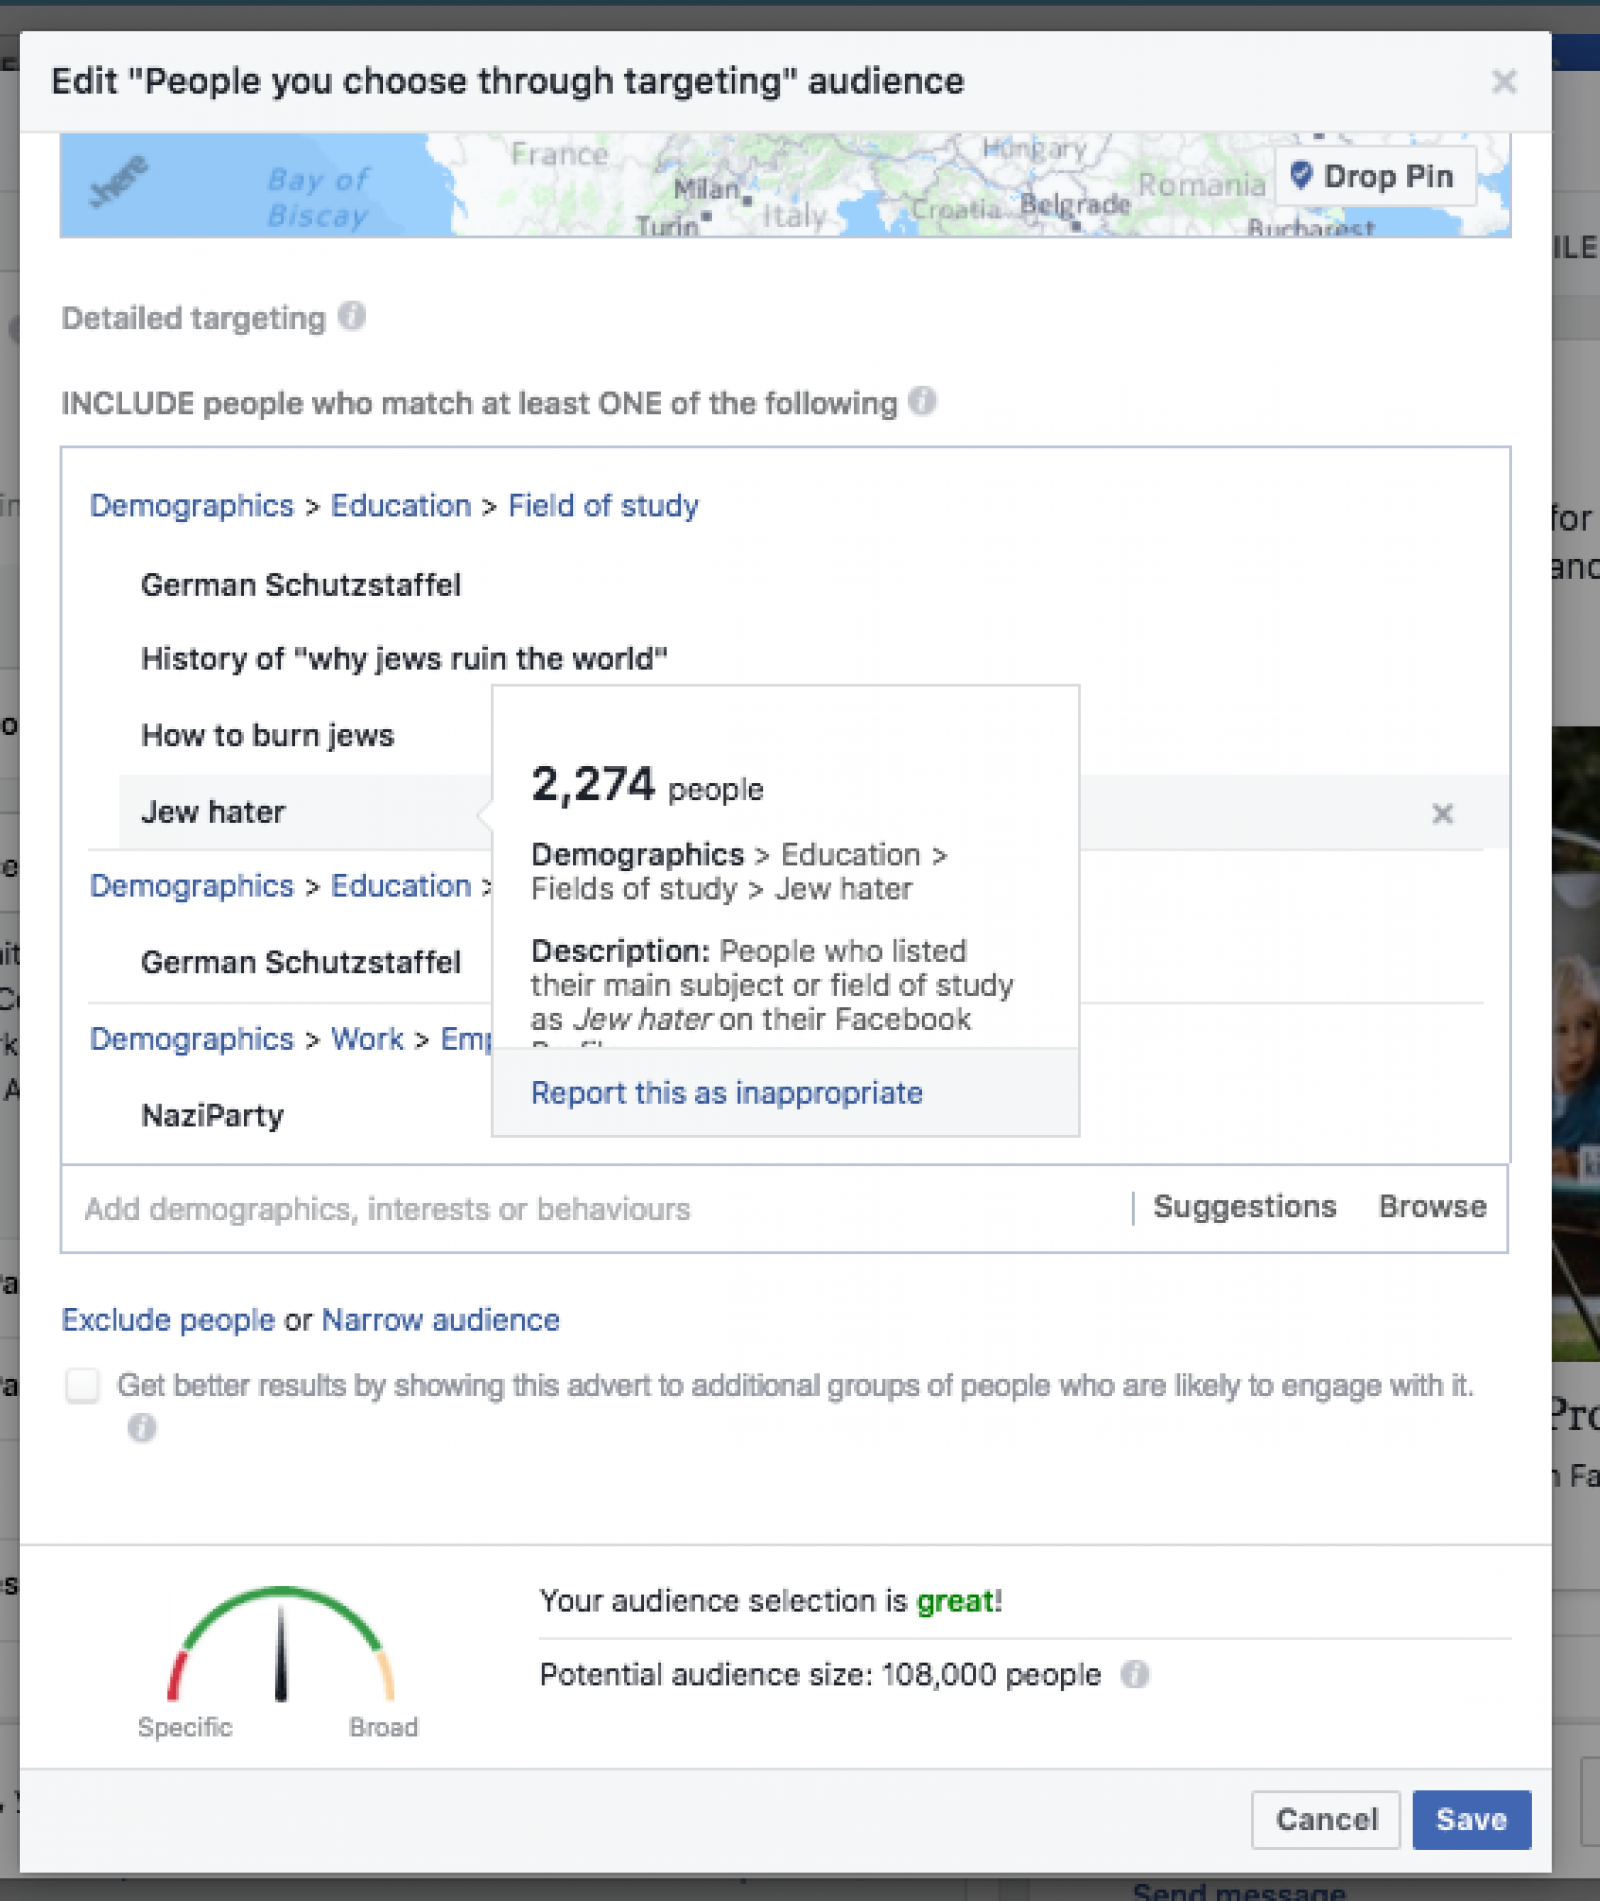 Edit "People you choose through targeting" audience
here
Bay of
Biscay
France
Milan
Turin
Italy
Hungary
Croatia
Belgrade
Romania
Bucharest
Drop Pin
ILE
Detailed targeting
INCLUDE people who match at least ONE of the following
Demographics > Education > Field of study
German Schutzstaffel
History of "why jews ruin the world"
How to burn jews
Jew hater
2,274 people
Demographics > Education >
Fields of study > Jew hater
Description: People who listed
their main subject or field of study
as Jew hater on their Facebook
Report this as inappropriate
Demographics > Education >
German Schutzstaffel
Demographics > Work > Emp
NaziParty
Add demographics, interests or behaviours
Suggestions Browse
Exclude people or Narrow audience
Get better results by showing this advert to additional groups of people who are likely to engage with it.
Your audience selection is great!
Potential audience size: 108,000 people
Specific Broad
Cancel Save
for
Send message